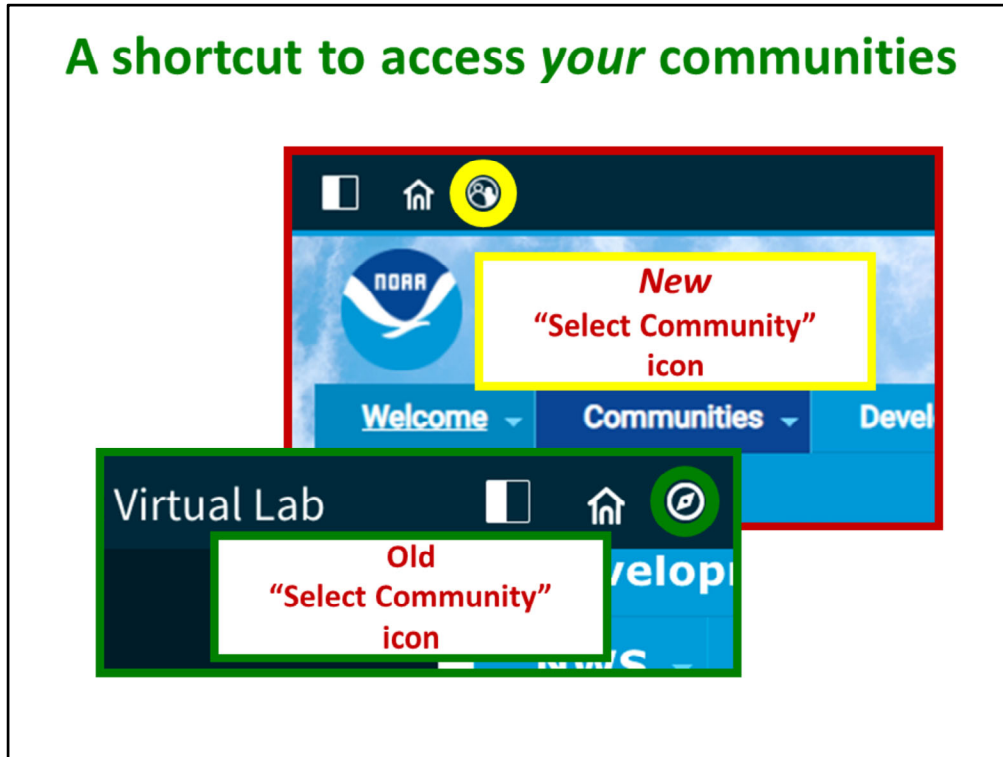 A shortcut to access your communities
NOAA
New
“Select Community”
icon
Welcome
Communities
Devel
Virtual Lab
Old
“Select Community”
icon
velop
NWS